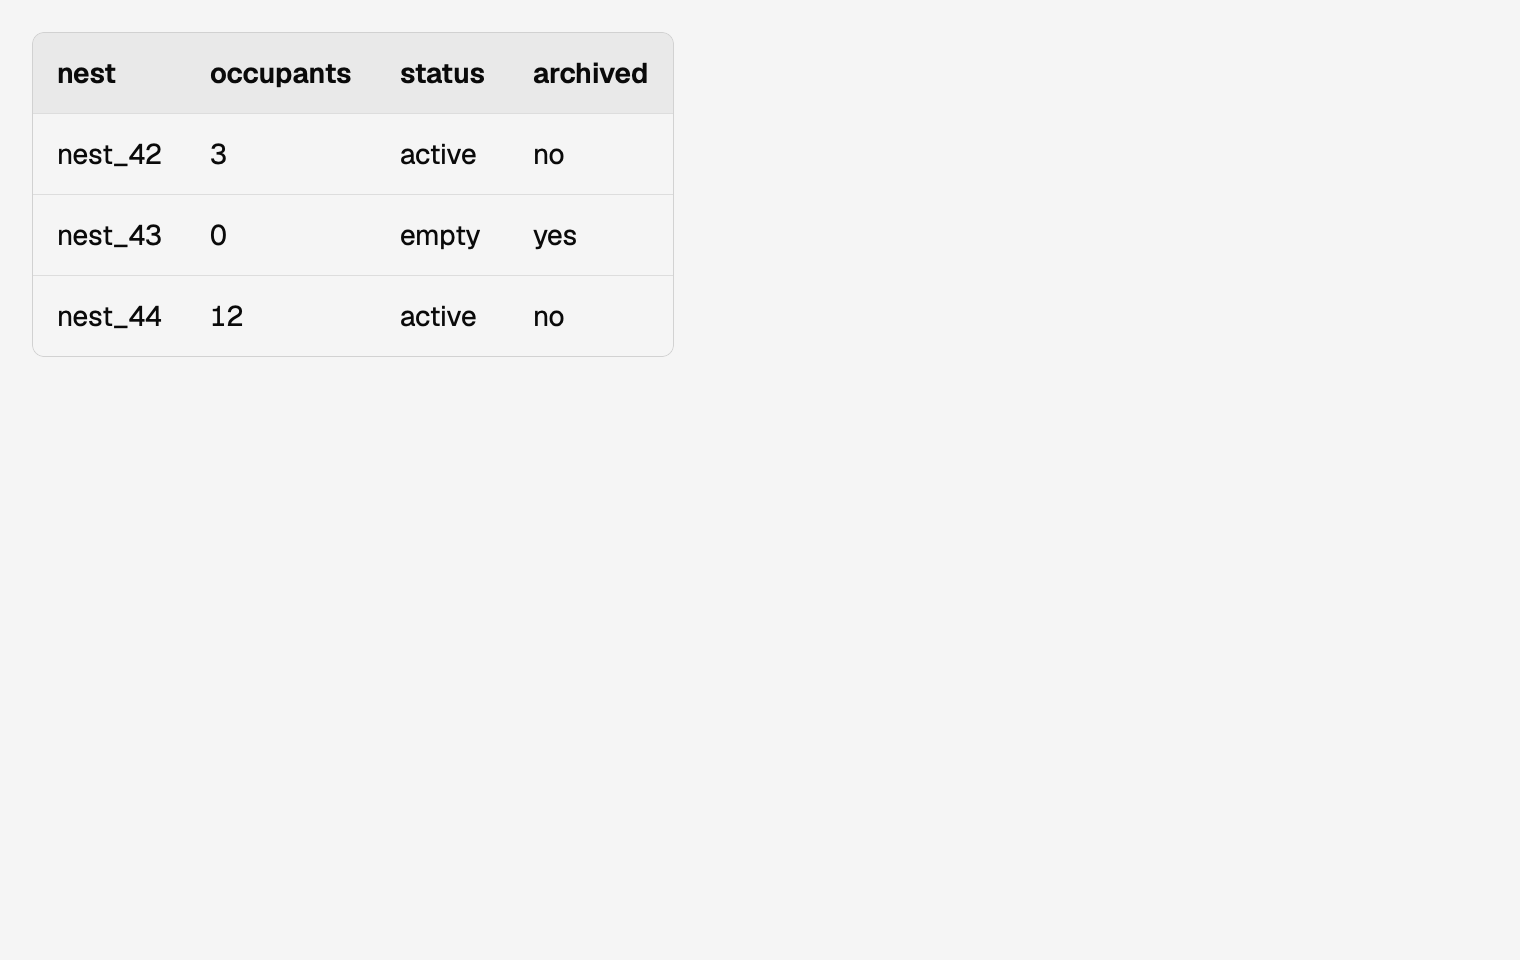 nest occupants status archived
nest_42 3 active no
nest_43 0 empty yes
nest_44 12 active no